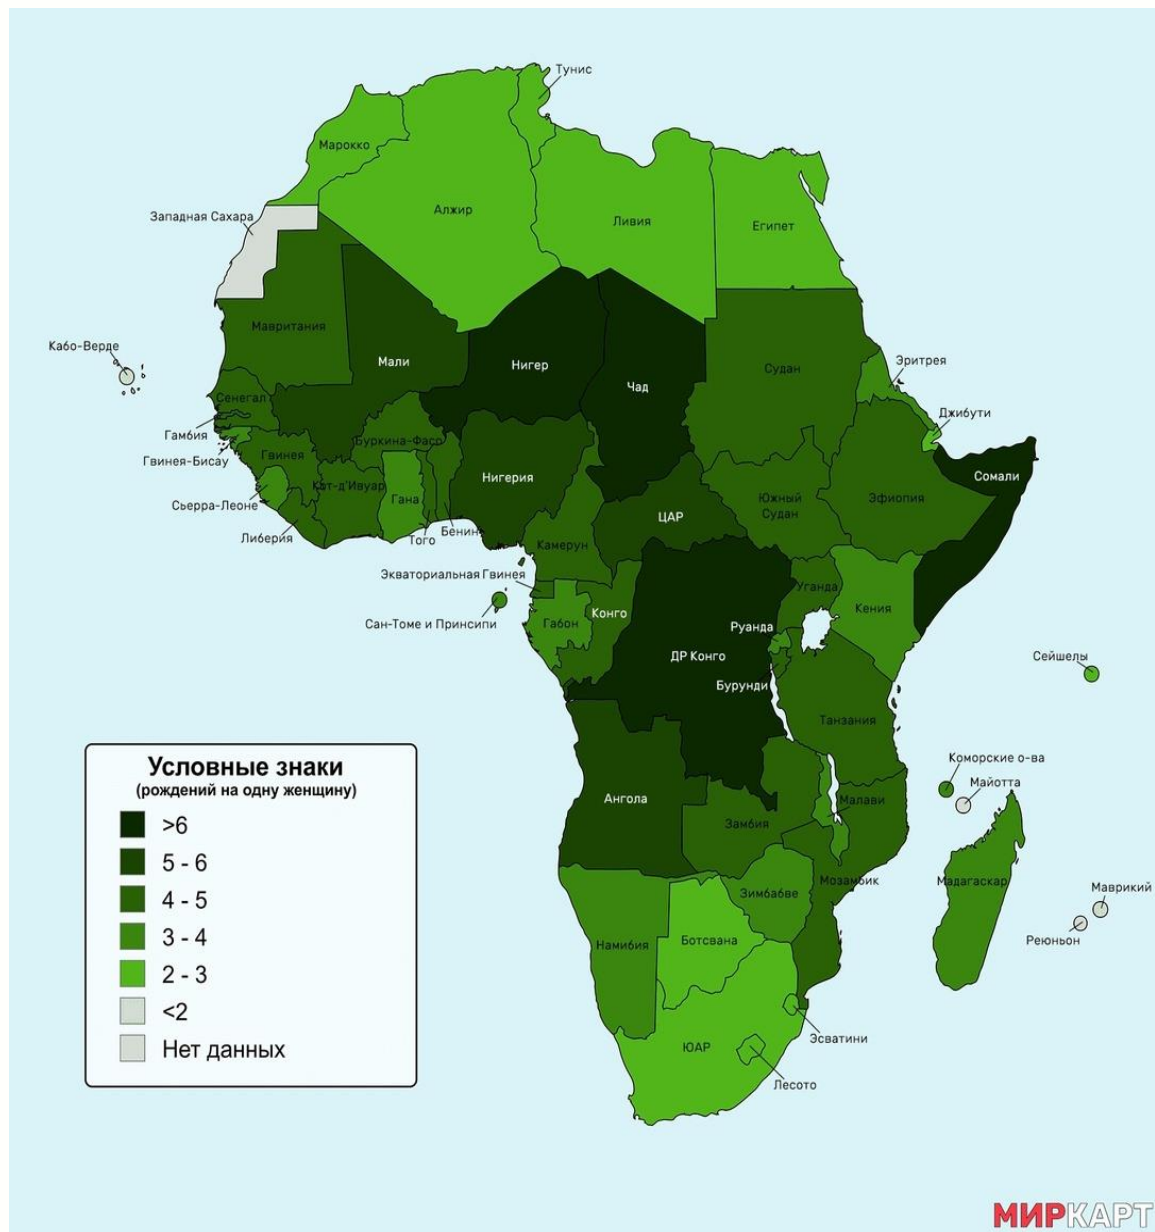 Тунис
Марокко
Западная Сахара
Алжир
Ливия
Египет
Мавритания
Кабо-Верде
Мали
Нигер
Чад
Судан
Эритрея
Сенегал
Джибути
Гамбия
Буркина-Фасо
Гвинея
Гвинея-Бисау
Нигерия
Сомали
Кот-д'Ивуар
Гана
Южный
Судан
Эфиопия
Сьерра-Леоне
ЦАР
Либерия
Того
Бенин
Камерун
Экваториальная Гвинея
Уганда
Кения
Конго
Сан-Томе и Принсипи
Габон
Руанда
ДР Конго
Сейшелы
Бурунди
Танзания
Коморские о-ва
Майотта
Ангола
Малави
Замбия
Мозамбик
Мадагаскар
Маврикий
Зимбабве
Намибия
Ботсвана
Реюньон
Эсватини
ЮАР
Лесото
Условные знаки
(рождений на одну женщину)
>6
5 - 6
4 - 5
3 - 4
2 - 3
<2
Нет данных
МИРКАРТ